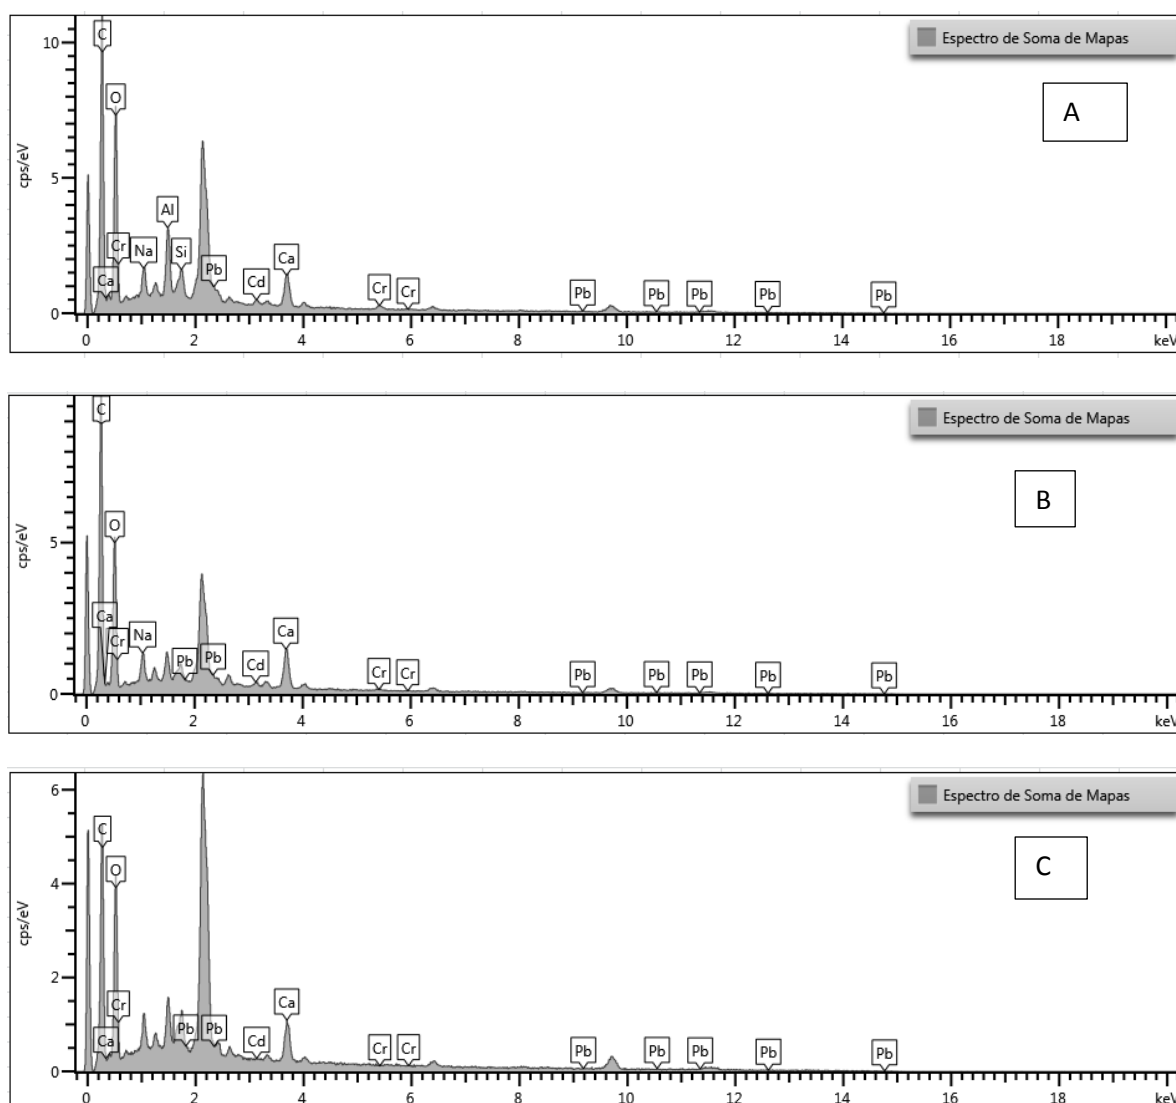 Espectro de Soma de Mapas
A
cps/eV
10
5
0
C
O
Cr
Ca
Na
Al
Si
Pb
Cd
Ca
Cr
Cr
Pb
Pb
Pb
Pb
Pb
0 2 4 6 8 10 12 14 16 18 keV
Espectro de Soma de Mapas
B
cps/eV
5
0
C
O
Ca
Cr
Na
Pb
Pb
Cd
Ca
Cr
Cr
Pb
Pb
Pb
Pb
Pb
0 2 4 6 8 10 12 14 16 18 keV
Espectro de Soma de Mapas
C
cps/eV
6
4
2
0
C
O
Cr
Ca
Pb
Pb
Cd
Ca
Cr
Cr
Pb
Pb
Pb
Pb
Pb
0 2 4 6 8 10 12 14 16 18 keV